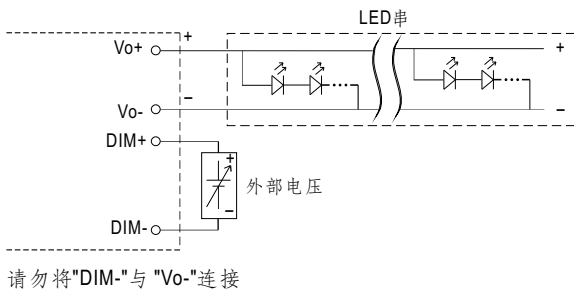 LED串
Vo+
+
+
Vo-
−
−
DIM+
+
外部电压
−
DIM-
请勿将"DIM-"与 "Vo-"连接